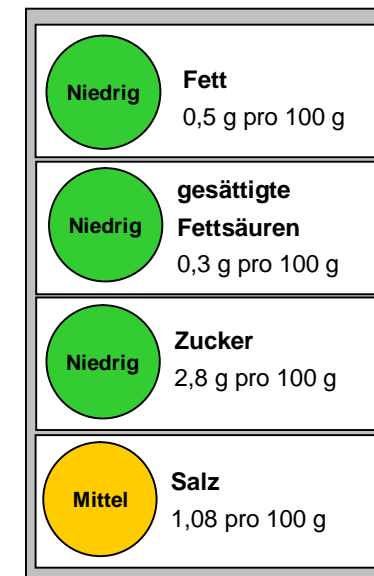 Niedrig
Fett
0,5 g pro 100 g
Niedrig
gesättigte
Fettsäuren
0,3 g pro 100 g
Niedrig
Zucker
2,8 g pro 100 g
Mittel
Salz
1,08 pro 100 g